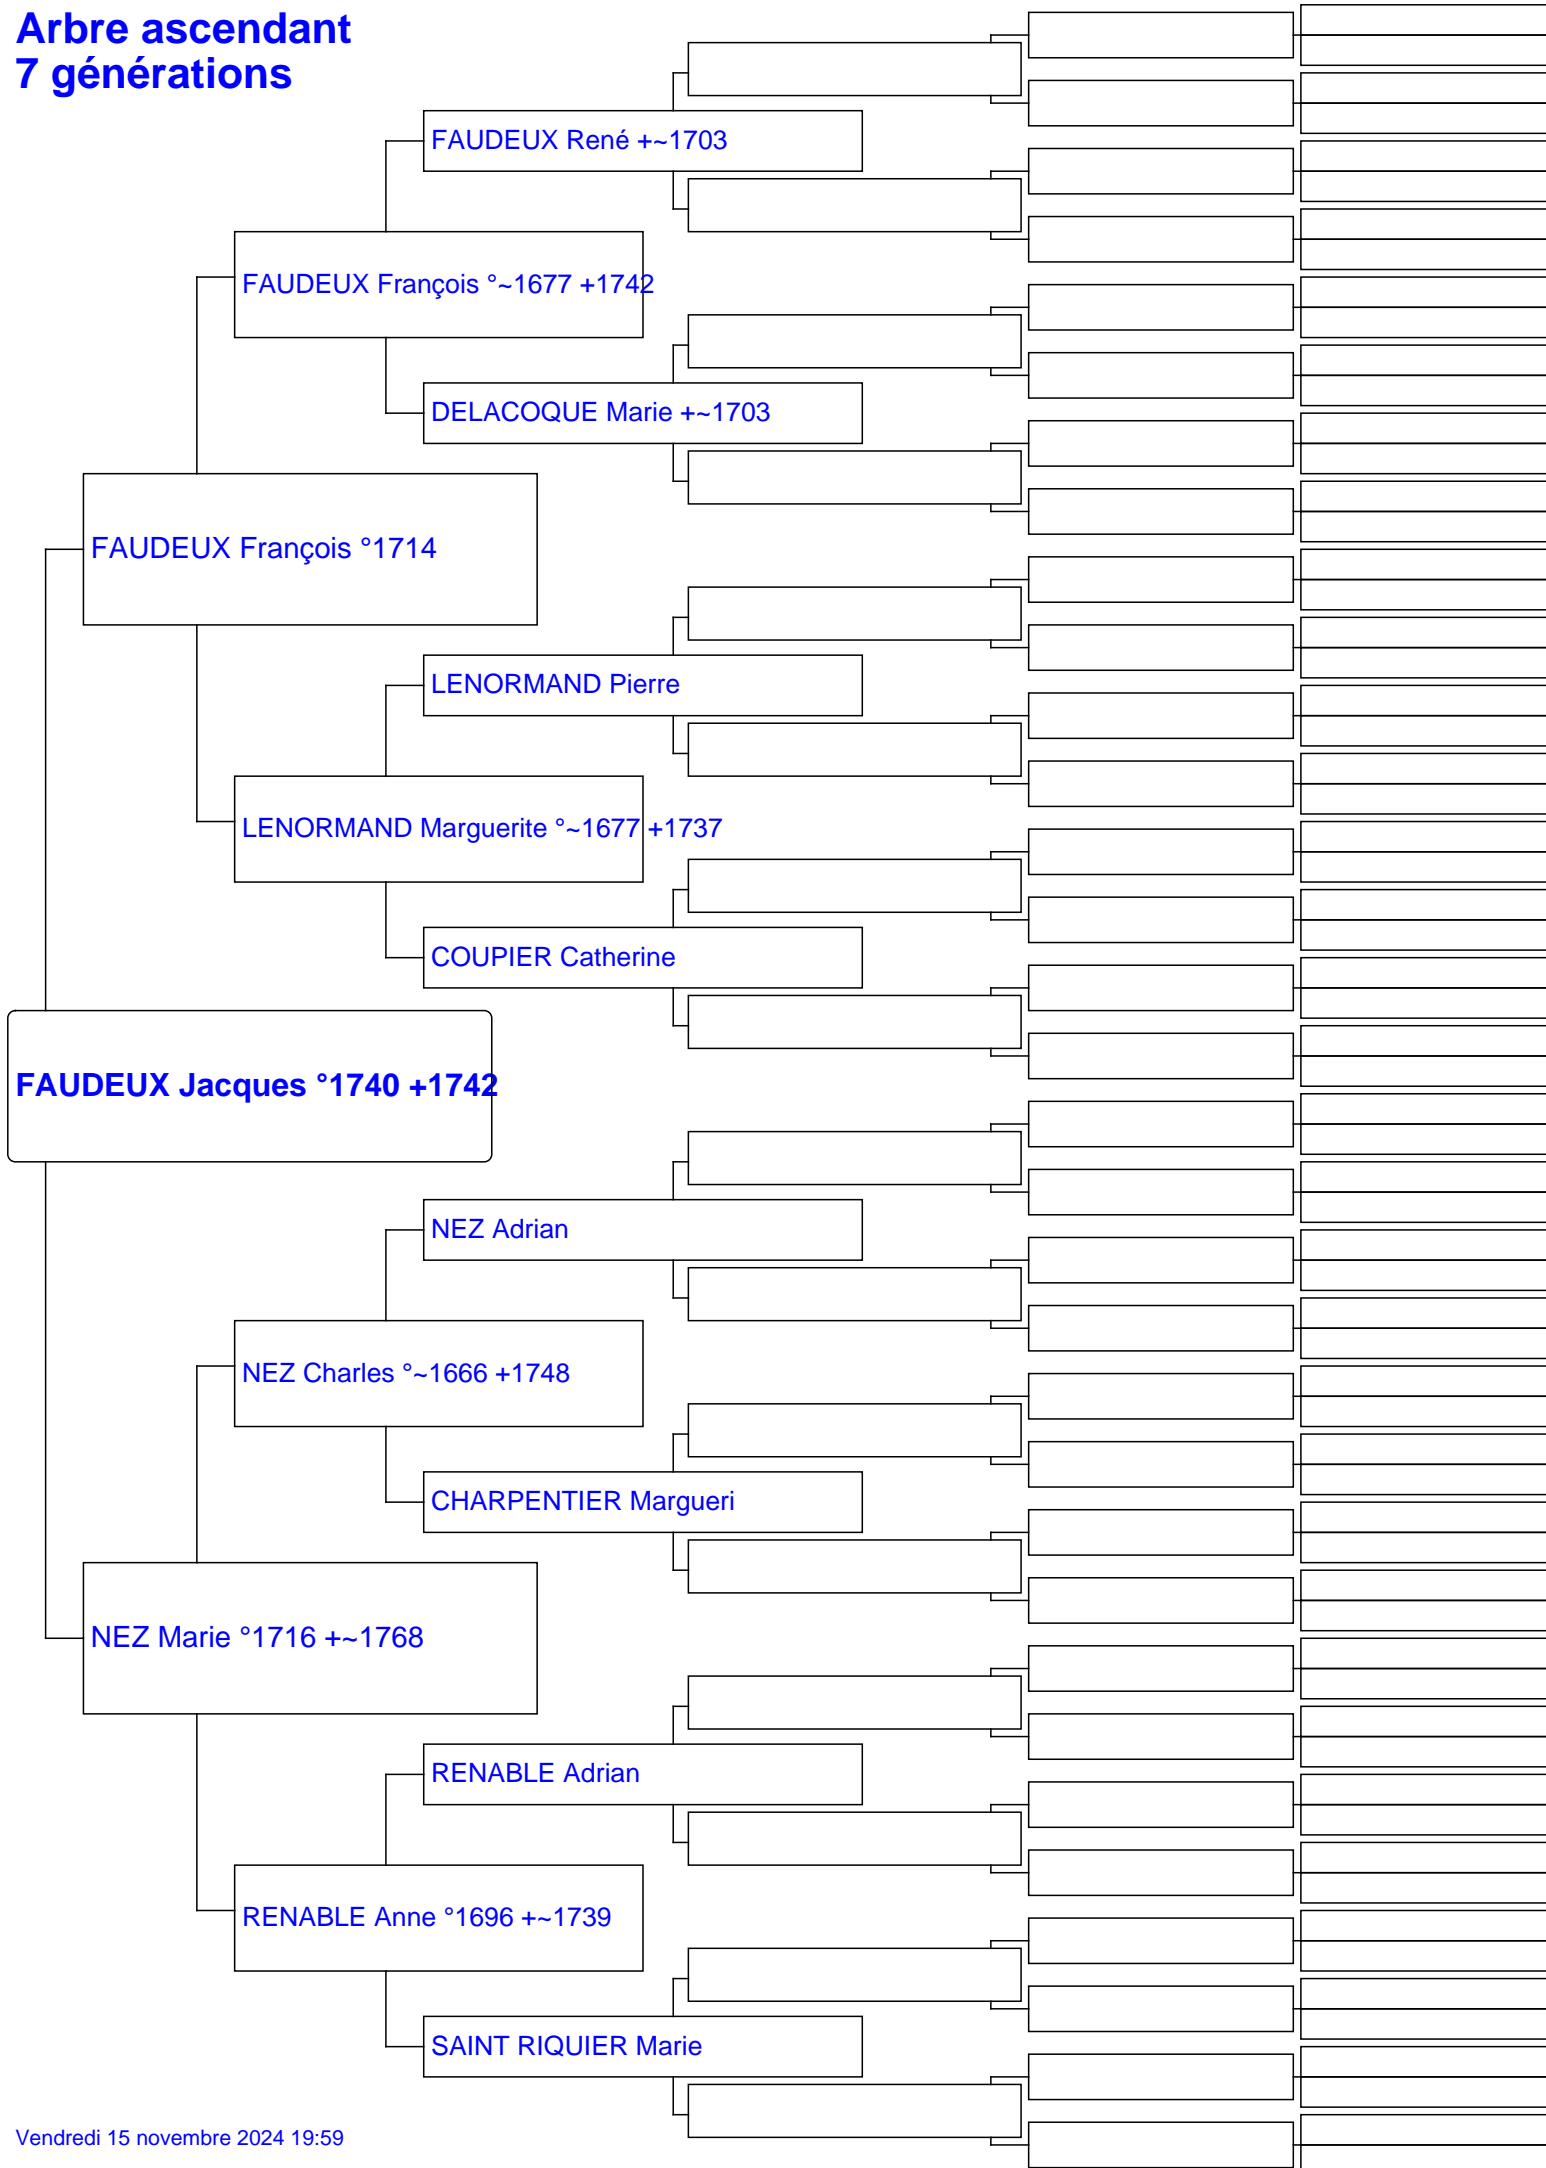 Arbre ascendant
7 générations
FAUDEUX René +~1703
FAUDEUX François °~1677 +1742
DELACOQUE Marie +~1703
FAUDEUX François °1714
LENORMAND Pierre
LENORMAND Marguerite °~1677 +1737
COUPIER Catherine
FAUDEUX Jacques °1740 +1742
NEZ Adrian
NEZ Charles °~1666 +1748
CHARPENTIER Margueri
NEZ Marie °1716 +~1768
RENABLE Adrian
RENABLE Anne °1696 +~1739
SAINT RIQUIER Marie
Vendredi 15 novembre 2024 19:59